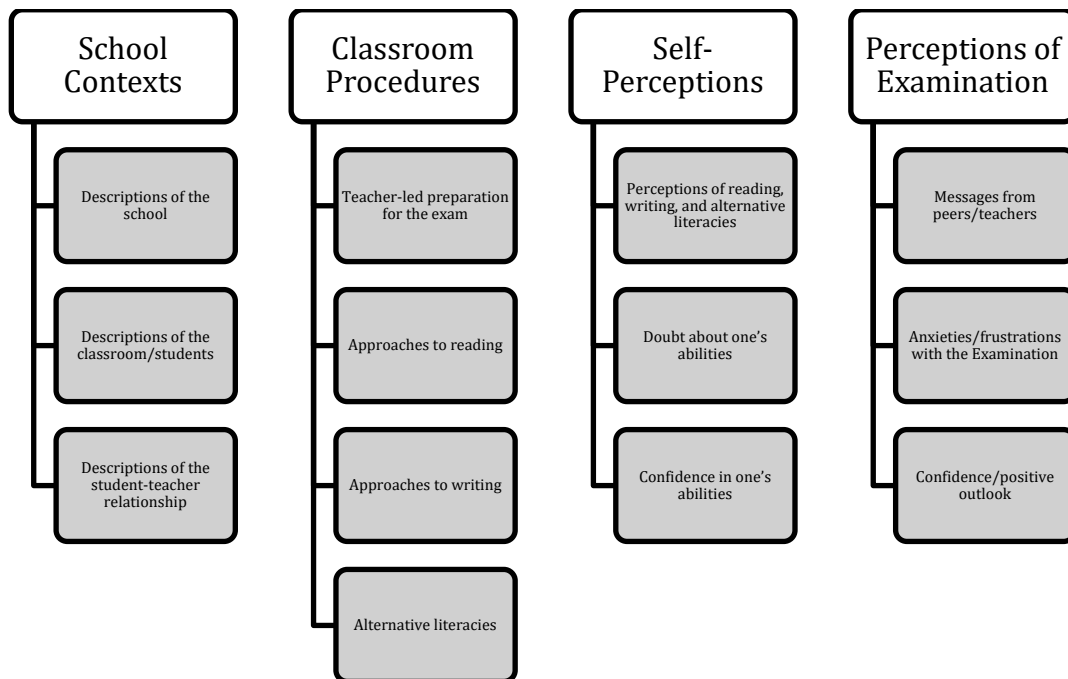 School
Contexts
Descriptions of the
school
Descriptions of the
classroom/students
Descriptions of the
student-teacher
relationship
Classroom
Procedures
Teacher-led preparation
for the exam
Approaches to reading
Approaches to writing
Alternative literacies
Self-
Perceptions
Perceptions of reading,
writing, and alternative
literacies
Doubt about one's
abilities
Confidence in one's
abilities
Perceptions of
Examination
Messages from
peers/teachers
Anxieties/frustrations
with the Examination
Confidence/positive
outlook